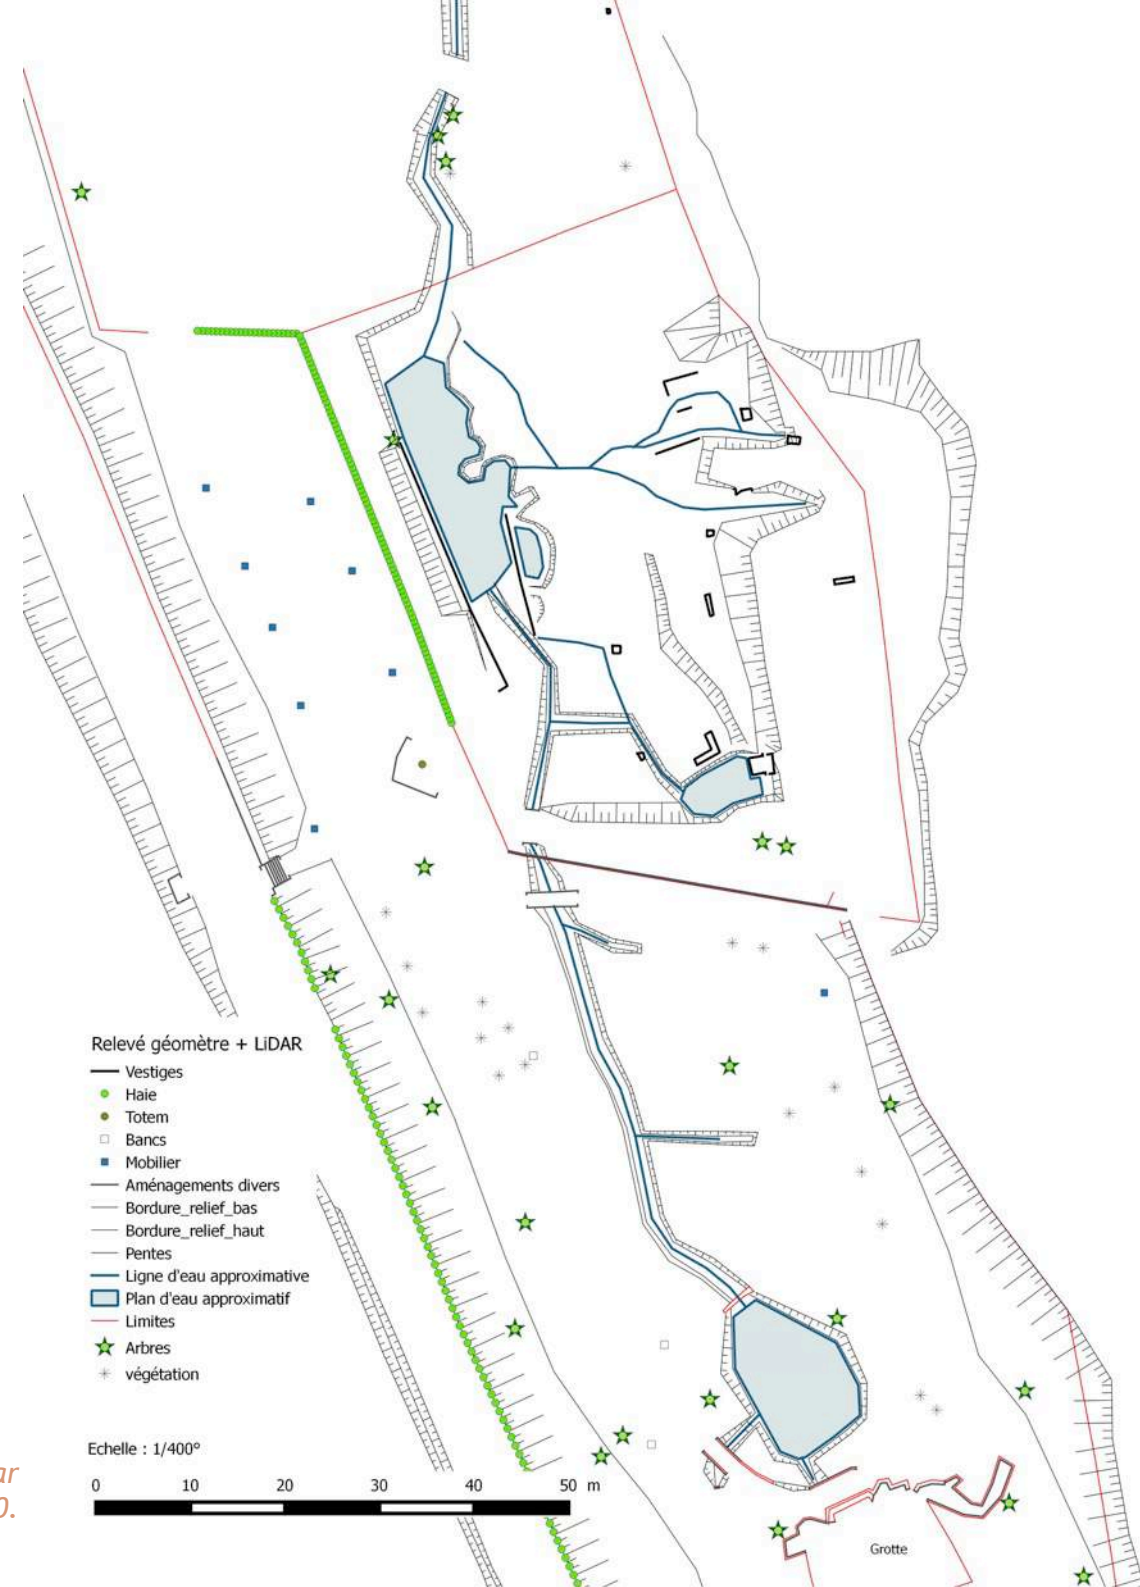 Relevé géomètre + LiDAR
Vestiges
Haie
Totem
Bancs
Mobilier
Aménagements divers
Bordure_relief_bas
Bordure_relief_haut
Pentes
Ligne d'eau approximative
Plan d'eau approximatif
Limites
Arbres
végétation
Echelle : 1/400°
0 10 20 30 40 50 m
Grotte